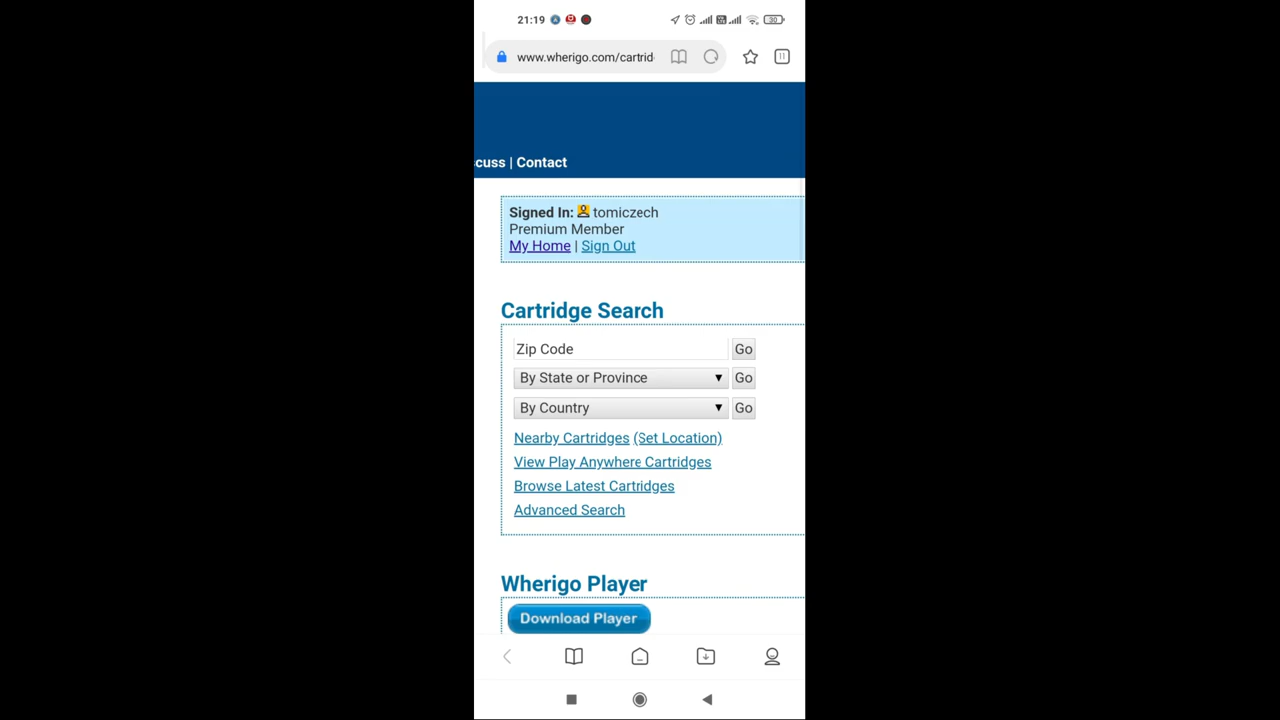 21:19
30
www.wherigo.com/cartrid
11
cuss | Contact
Signed In: tomiczech
Premium Member
My Home | Sign Out
Cartridge Search
Zip Code Go
By State or Province ▼ Go
By Country ▼ Go
Nearby Cartridges (Set Location)
View Play Anywhere Cartridges
Browse Latest Cartridges
Advanced Search
Wherigo Player
Download Player